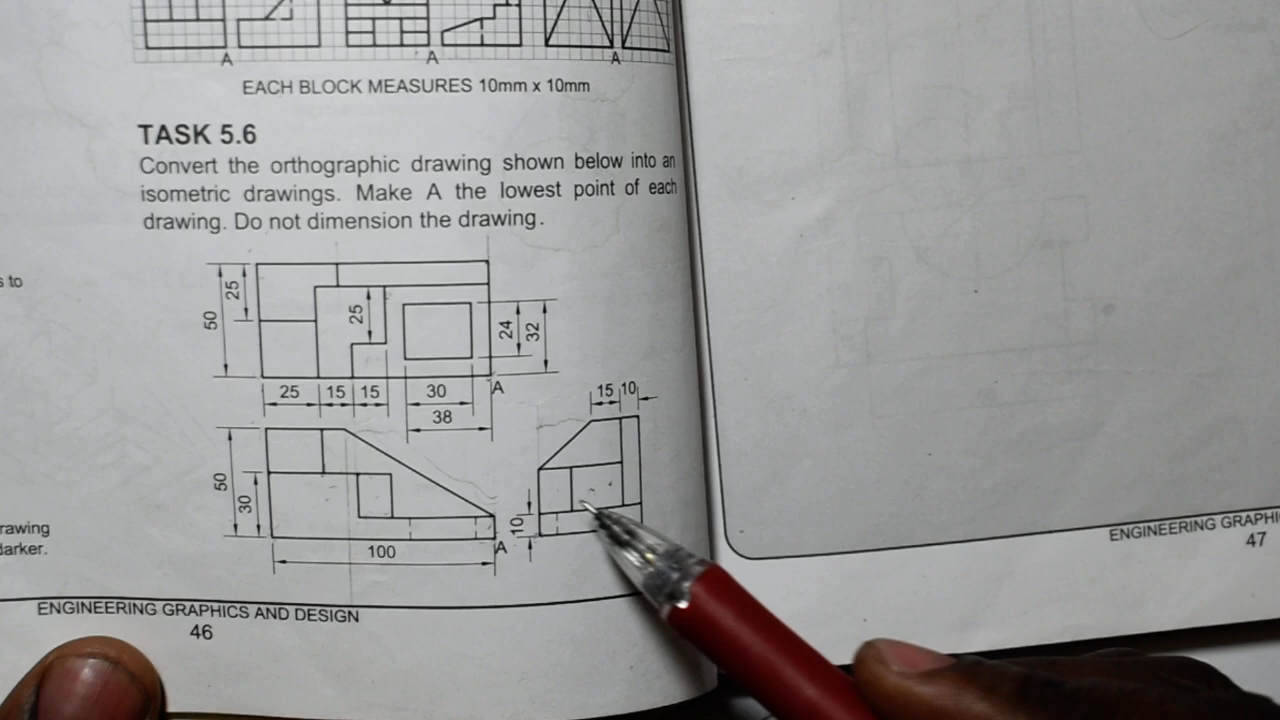 A A A
EACH BLOCK MEASURES 10mm x 10mm
TASK 5.6
Convert the orthographic drawing shown below into an
isometric drawings. Make A the lowest point of each
drawing. Do not dimension the drawing.
s to
50
25
25
24
32
25 15 15 30 A
38
15 10
50
30
10
100
A
rawing
darker.
ENGINEERING GRAPHICS AND DESIGN
46
ENGINEERING GRAPHI
47